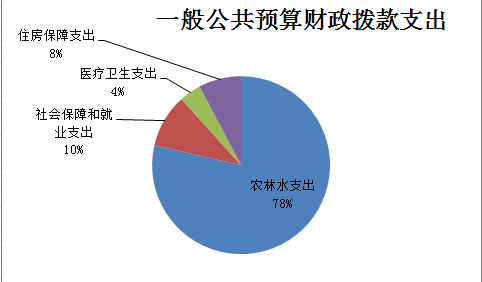 一般公共预算财政拨款支出
住房保障支出
8%
医疗卫生支出
4%
社会保障和就
业支出
10%
农林水支出
78%